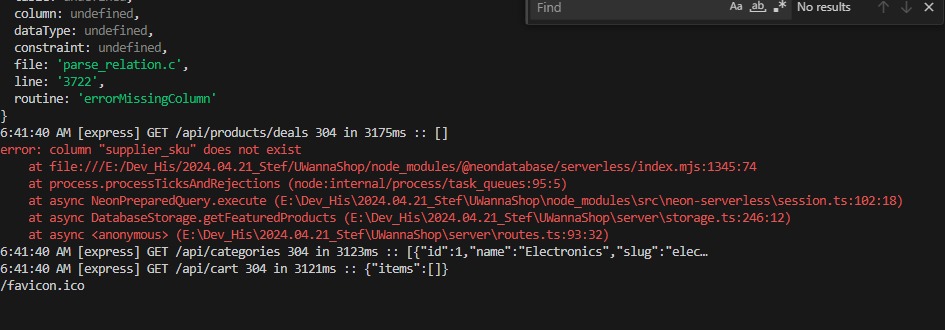 Find Aa ab .* No results
column: undefined,
dataType: undefined,
constraint: undefined,
file: 'parse_relation.c',
line: '3722',
routine: 'errorMissingColumn'
}
6:41:40 AM [express] GET /api/products/deals 304 in 3175ms :: []
error: column "supplier_sku" does not exist
at file:///E:/Dev_His/2024.04.21_Stef/UWannaShop/node_modules/@neondatabase/serverless/index.mjs:1345:74
at process.processTicksAndRejections (node:internal/process/task_queues:95:5)
at async NeonPreparedQuery.execute (E:\Dev_His\2024.04.21_Stef\UWannaShop\node_modules\src\neon-serverless\session.ts:102:18)
at async DatabaseStorage.getFeaturedProducts (E:\Dev_His\2024.04.21_Stef\UWannaShop\server\storage.ts:246:12)
at async <anonymous> (E:\Dev_His\2024.04.21_Stef\UWannaShop\server\routes.ts:93:32)
6:41:40 AM [express] GET /api/categories 304 in 3123ms :: [{"id":1,"name":"Electronics","slug":"elec…
6:41:40 AM [express] GET /api/cart 304 in 3121ms :: {"items":[]}
/favicon.ico